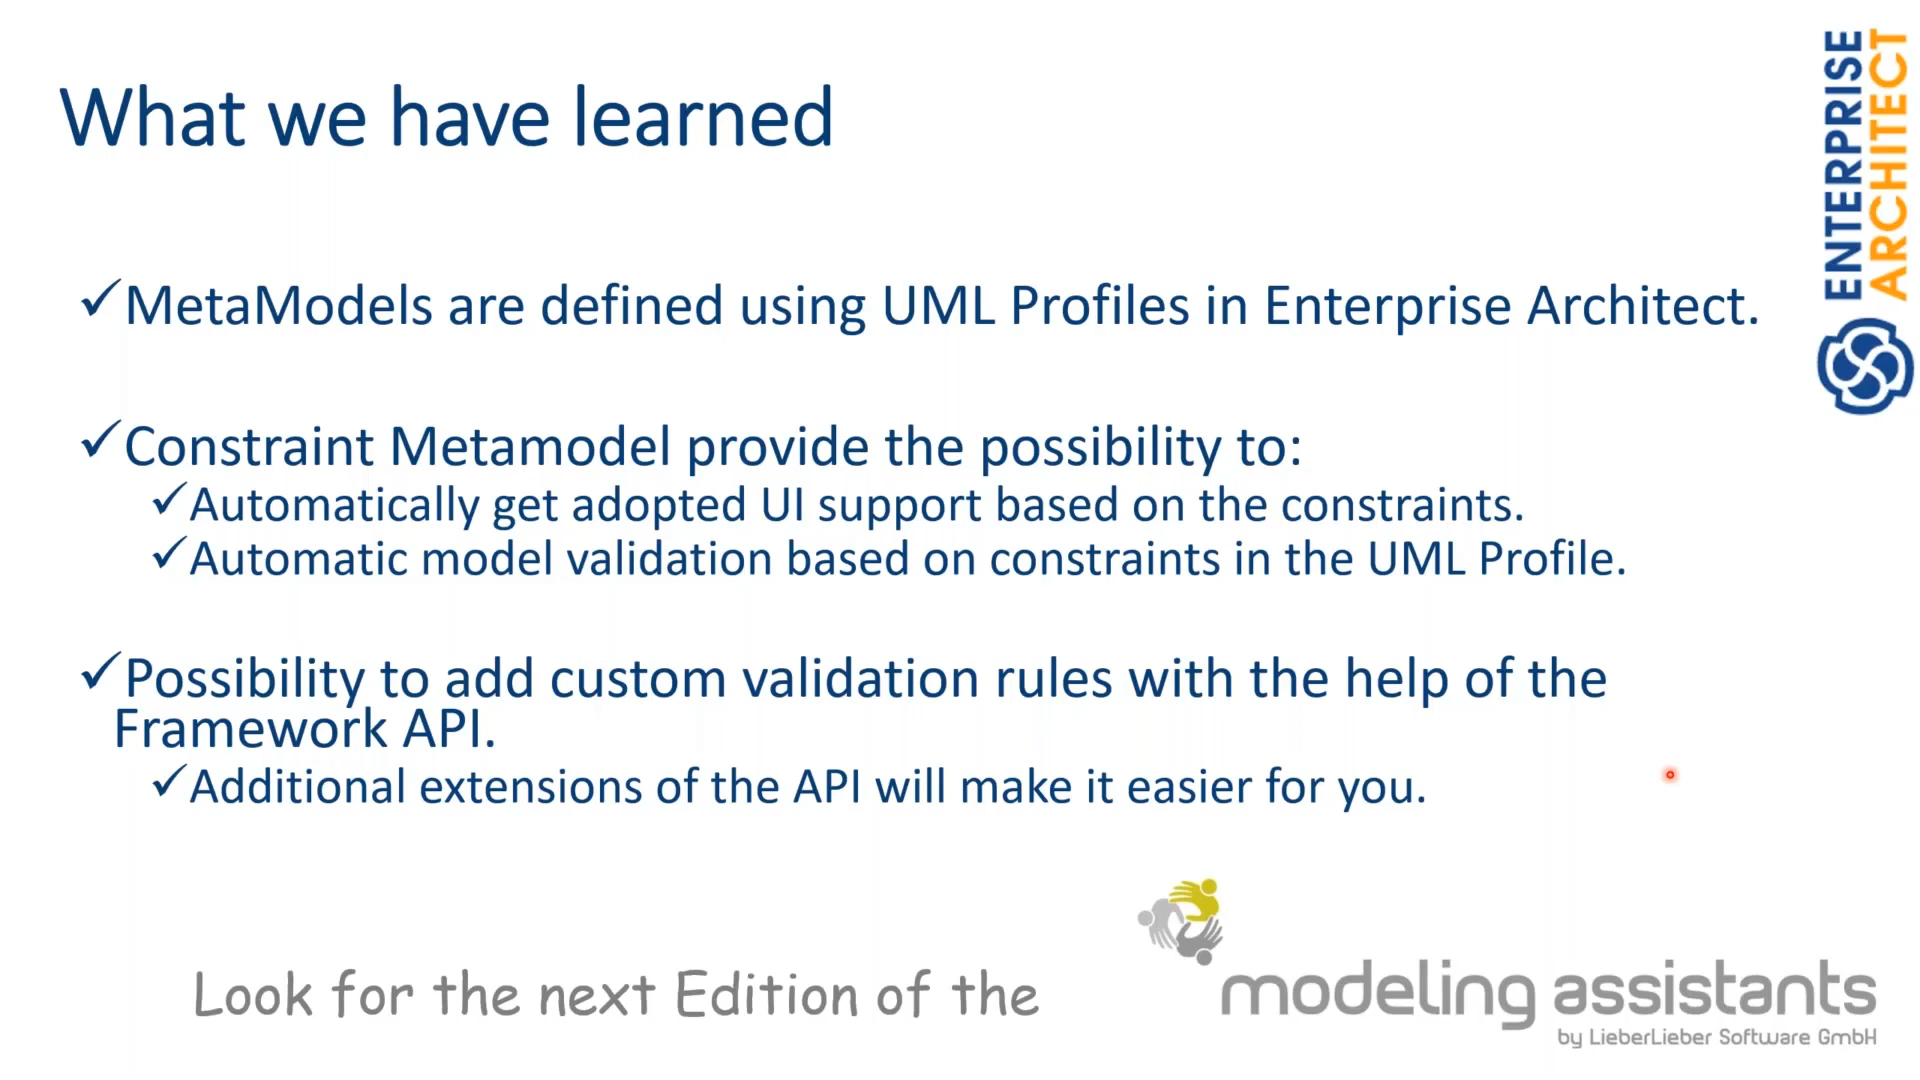 What we have learned
ENTERPRISE
ARCHITECT
✓MetaModels are defined using UML Profiles in Enterprise Architect.
✓Constraint Metamodel provide the possibility to:
✓Automatically get adopted UI support based on the constraints.
✓Automatic model validation based on constraints in the UML Profile.
✓Possibility to add custom validation rules with the help of the
Framework API.
✓Additional extensions of the API will make it easier for you.
Look for the next Edition of the
modeling assistants
by LieberLieber Software GmbH